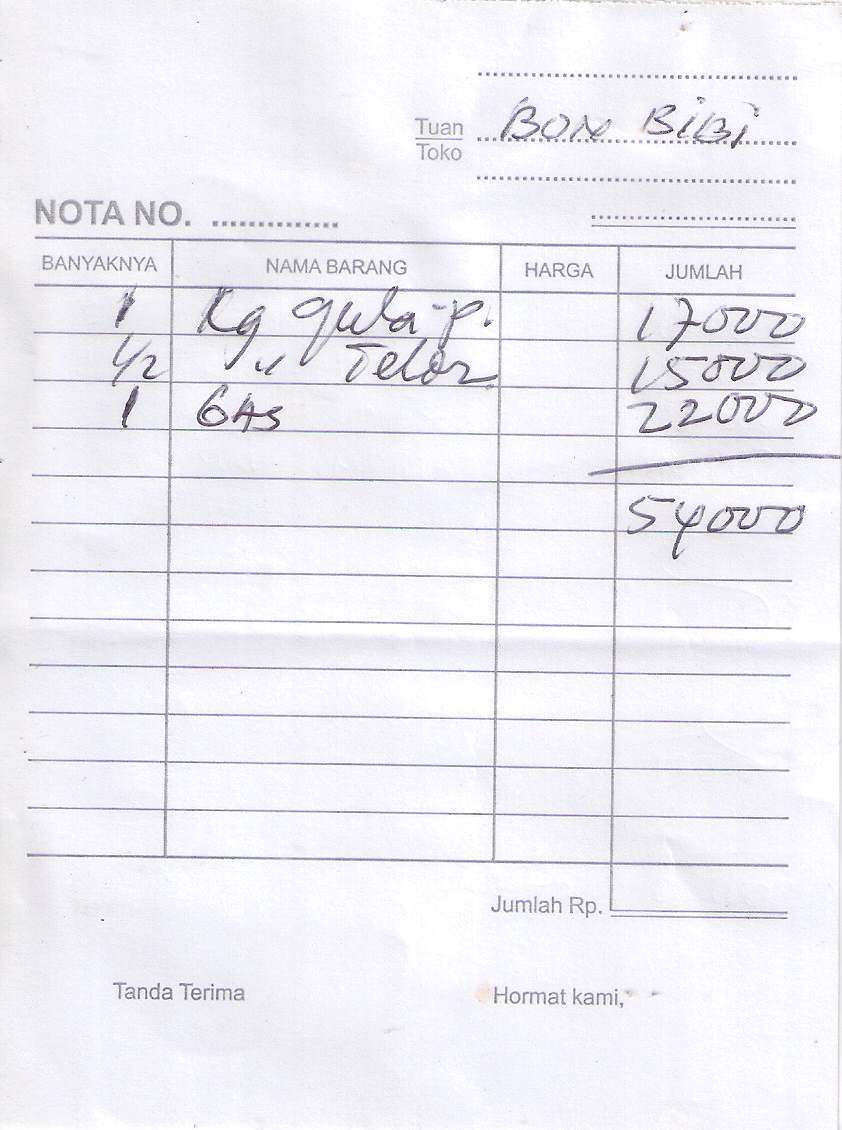 BON BiBi
Tuan
Toko
NOTA NO. ..............
BANYAKNYA NAMA BARANG HARGA JUMLAH
1 Kg gula-p. 17000
1/2 〃 Telor 15000
1 GAS 22000
54000
Jumlah Rp.
Tanda Terima Hormat kami,